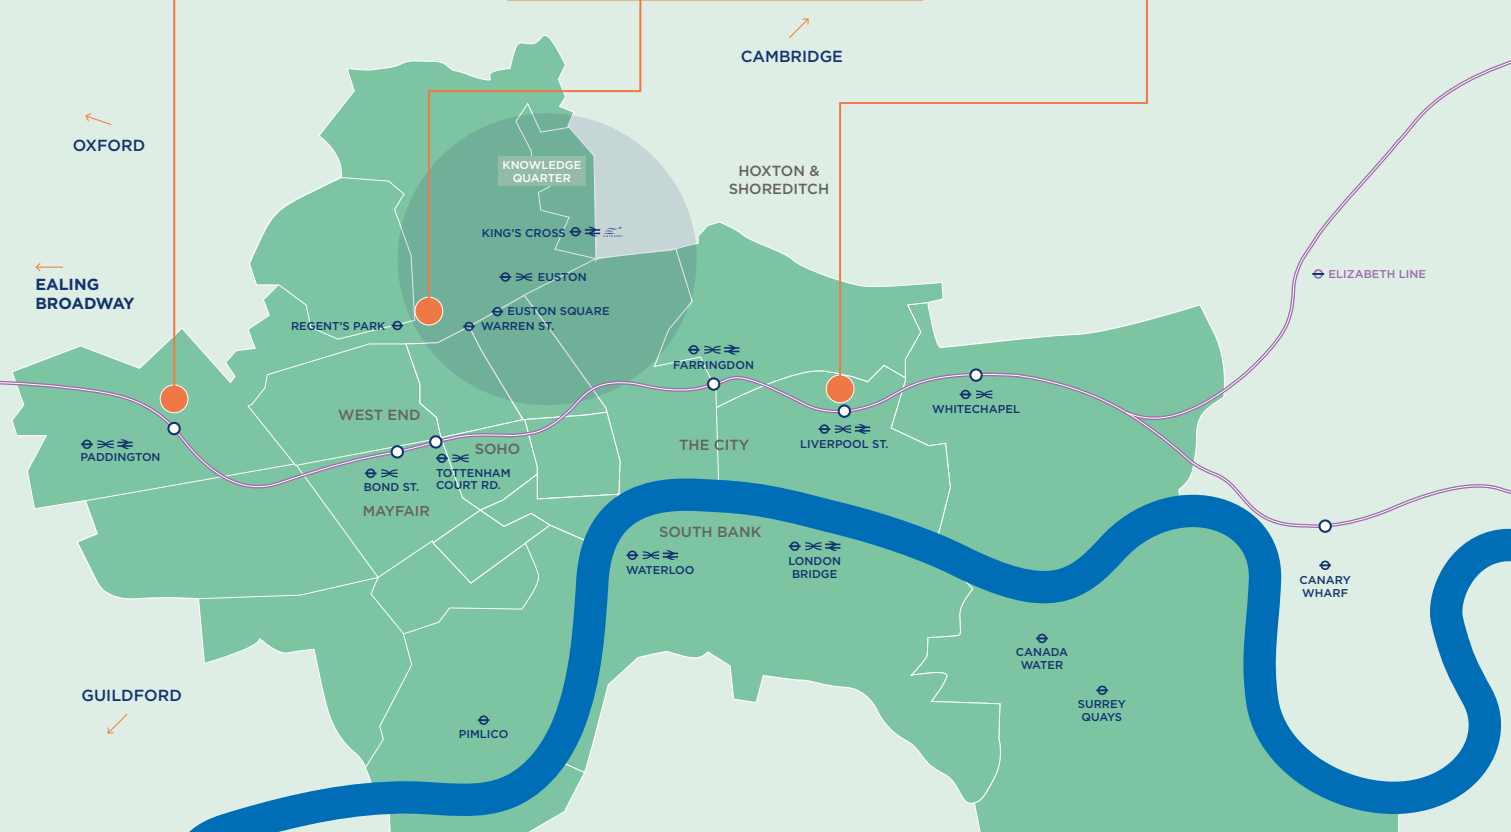 CAMBRIDGE
OXFORD
KNOWLEDGE
QUARTER
HOXTON &
SHOREDITCH
KING'S CROSS
EALING
BROADWAY
EUSTON
ELIZABETH LINE
EUSTON SQUARE
REGENT'S PARK
WARREN ST.
FARRINGDON
WEST END
WHITECHAPEL
PADDINGTON
SOHO
THE CITY
LIVERPOOL ST.
BOND ST.
TOTTENHAM
COURT RD.
MAYFAIR
SOUTH BANK
WATERLOO
LONDON
BRIDGE
CANARY
WHARF
CANADA
WATER
GUILDFORD
SURREY
QUAYS
PIMLICO